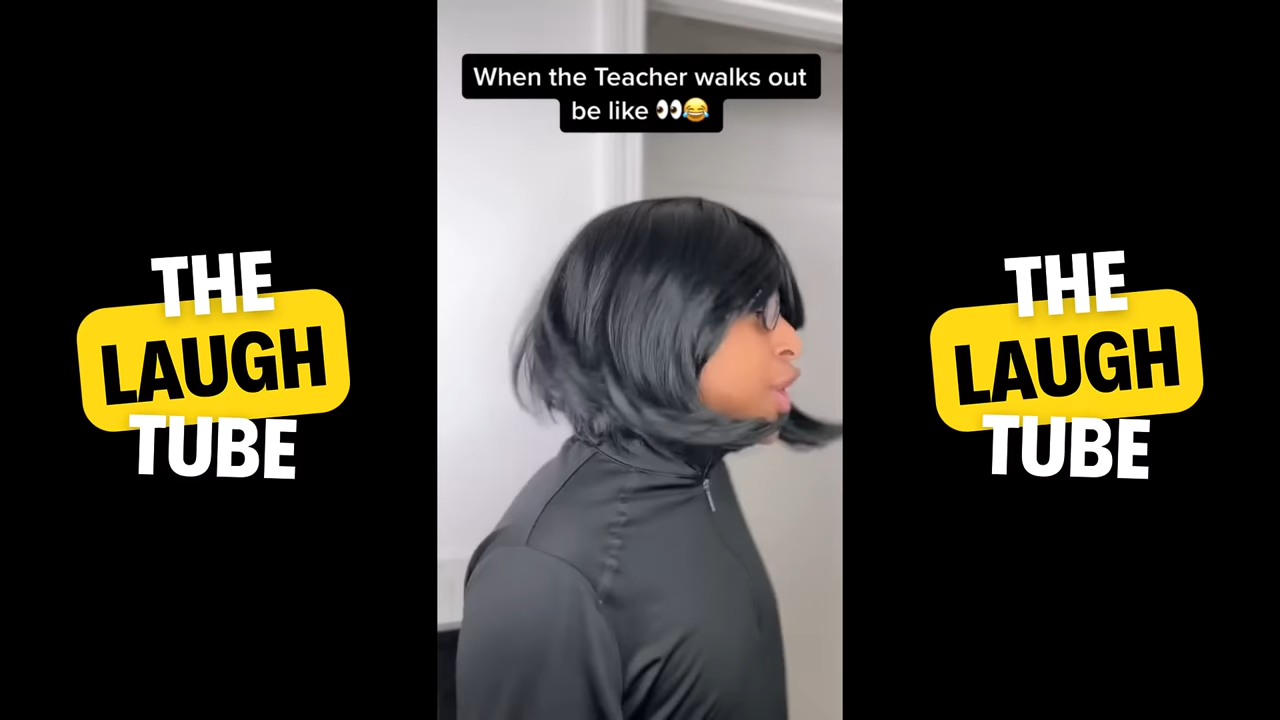 When the Teacher walks out
be like 👀😂
THE
LAUGH
TUBE
THE
LAUGH
TUBE